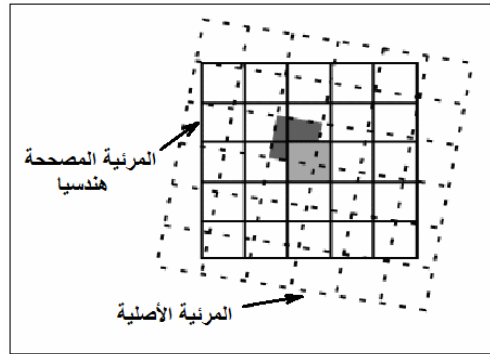 المرئية المصححة
هندسيا
المرئية الأصلية